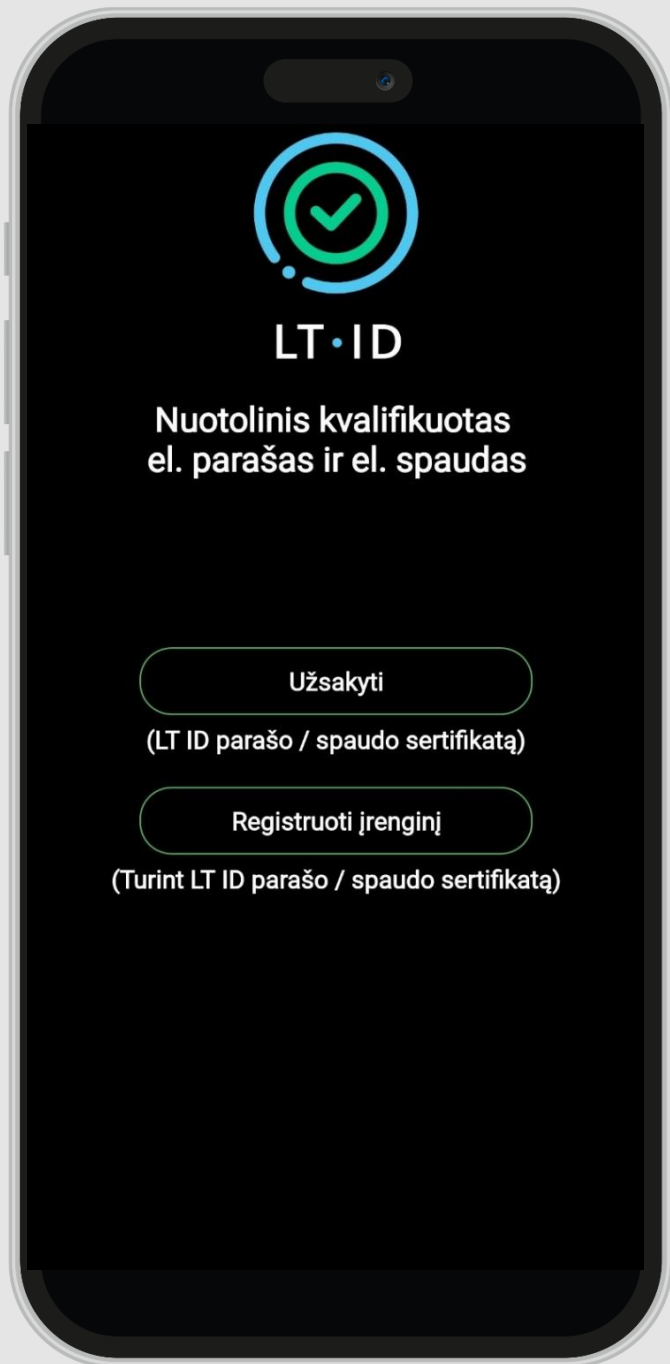 LT·ID
Nuotolinis kvalifikuotas
el. parašas ir el. spaudas
Užsakyti
(LT ID parašo / spaudo sertifikatą)
Registruoti įrenginį
(Turint LT ID parašo / spaudo sertifikatą)